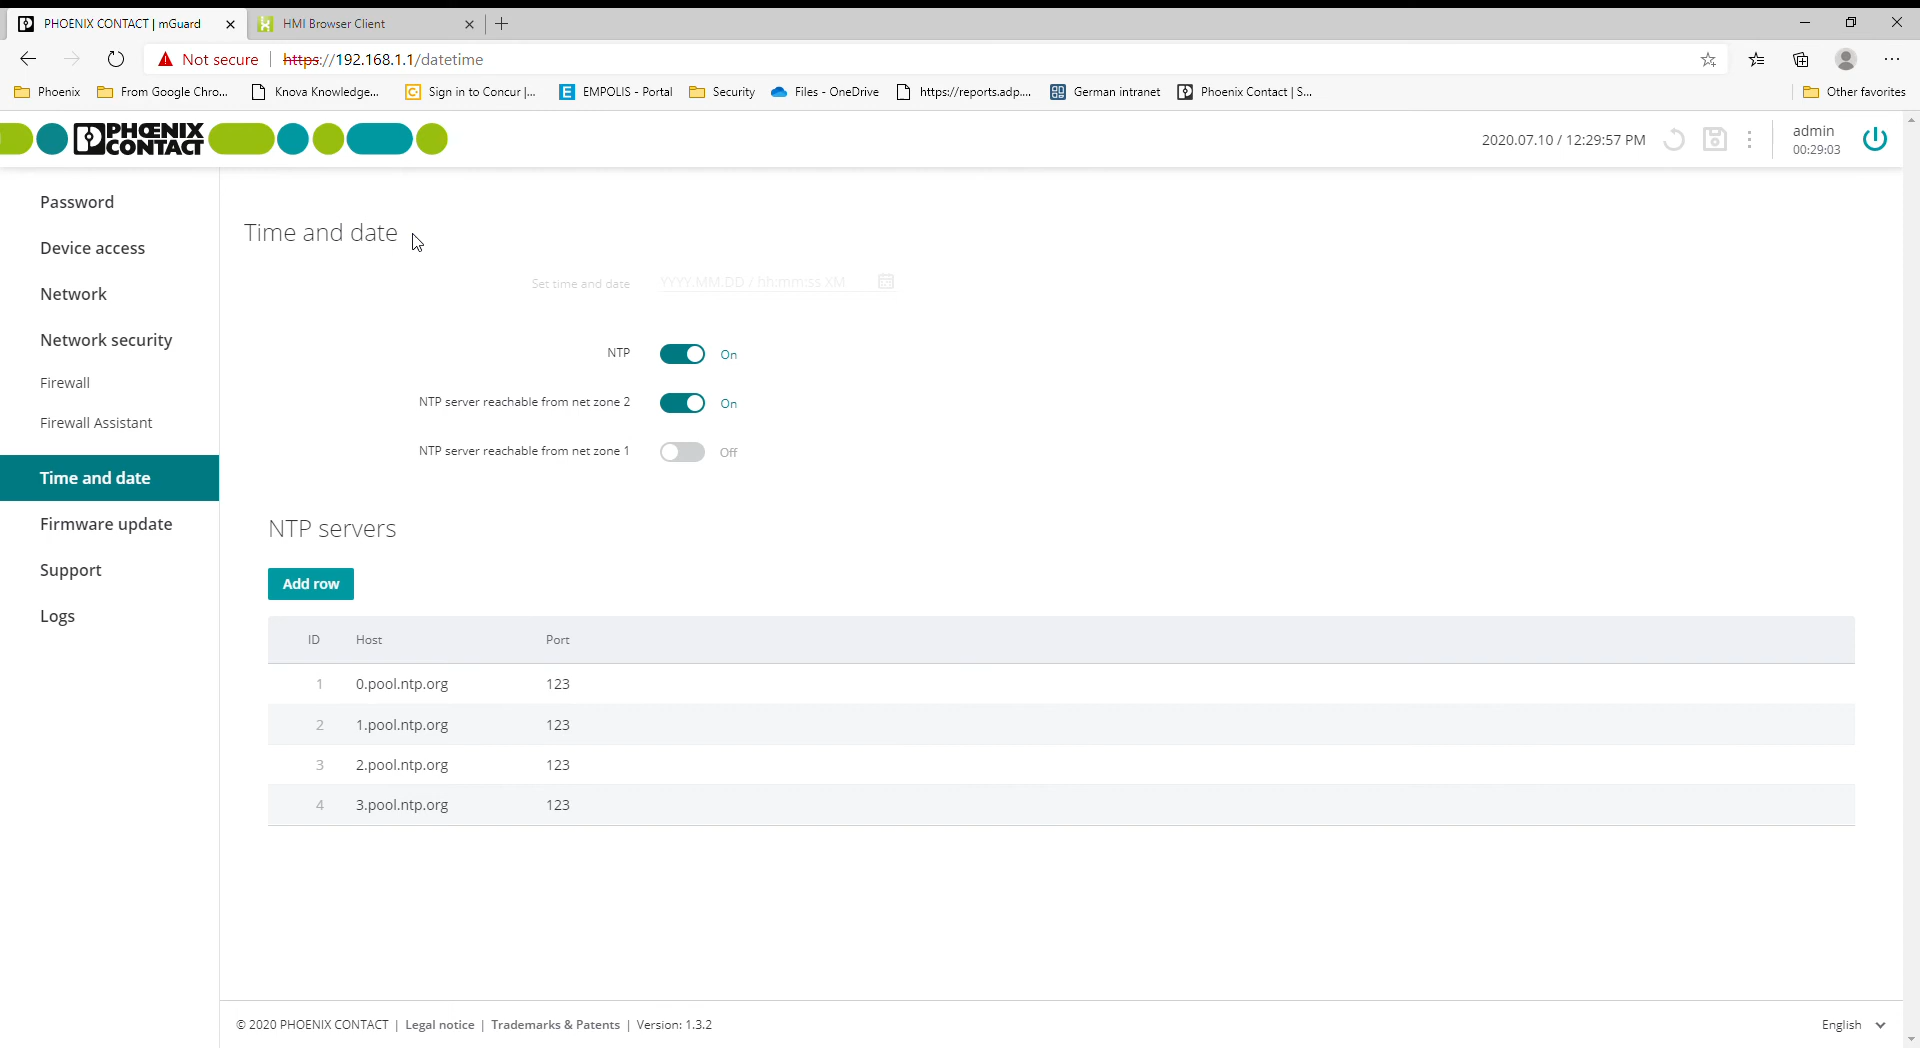 PHOENIX CONTACT | mGuard
HMI Browser Client
Not secure
https://192.168.1.1/datetime
Phoenix
From Google Chro...
Knova Knowledge...
Sign in to Concur |...
EMPOLIS - Portal
Security
Files - OneDrive
https://reports.adp....
German intranet
Phoenix Contact | S...
Other favorites
PHŒNIX
CONTACT
2020.07.10 / 12:29:57 PM
admin
00:29:03
Password
Device access
Network
Network security
Firewall
Firewall Assistant
Time and date
Firmware update
Support
Logs
Time and date
Set time and date YYYY.MM.DD / hh:mm:ss XM
NTP On
NTP server reachable from net zone 2 On
NTP server reachable from net zone 1 Off
NTP servers
Add row
ID Host Port
1 0.pool.ntp.org 123
2 1.pool.ntp.org 123
3 2.pool.ntp.org 123
4 3.pool.ntp.org 123
© 2020 PHOENIX CONTACT | Legal notice | Trademarks & Patents | Version: 1.3.2
English